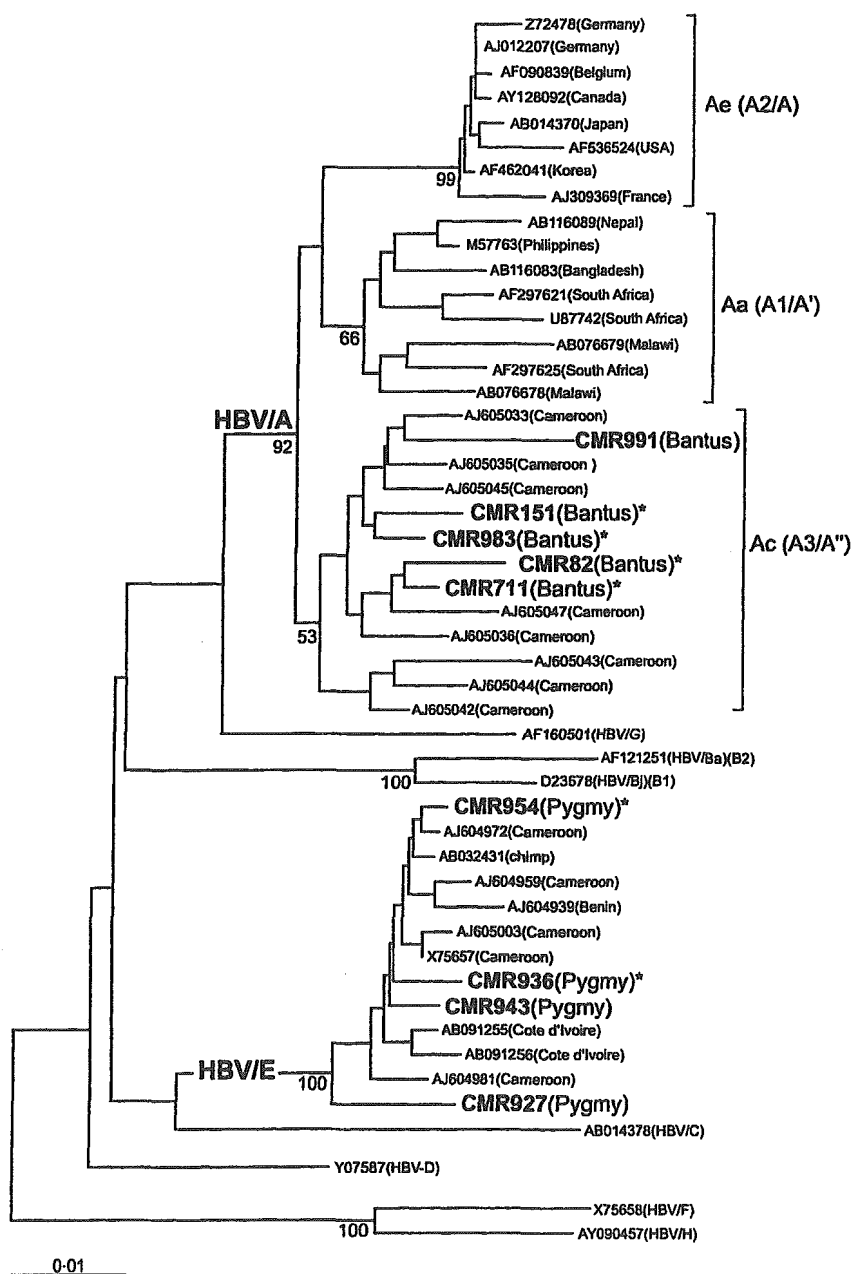 Z72478(Germany)
AJ012207(Germany)
AF090839(Belgium)
AY128092(Canada)
Ae (A2/A)
AB014370(Japan)
AF536524(USA)
AF462041(Korea)
99
AJ309369(France)
AB116089(Nepal)
M57763(Philippines)
AB116083(Bangladesh)
AF297621(South Africa)
Aa (A1/A')
U87742(South Africa)
66
AB076679(Malawi)
AF297625(South Africa)
AB076678(Malawi)
HBV/A
92
AJ605033(Cameroon)
CMR991(Bantus)
AJ605035(Cameroon )
AJ605045(Cameroon)
CMR151(Bantus)*
CMR983(Bantus)*
Ac (A3/A")
CMR82(Bantus)*
CMR711(Bantus)*
AJ605047(Cameroon)
53
AJ605036(Cameroon)
AJ605043(Cameroon)
AJ605044(Cameroon)
AJ605042(Cameroon)
AF160501(HBV/G)
AF121251(HBV/Ba)(B2)
100
D23678(HBV/Bj)(B1)
CMR954(Pygmy)*
AJ604972(Cameroon)
AB032431(chimp)
AJ604959(Cameroon)
AJ604939(Benin)
AJ605003(Cameroon)
X75657(Cameroon)
CMR936(Pygmy)*
CMR943(Pygmy)
AB091255(Cote d'Ivoire)
AB091256(Cote d'Ivoire)
HBV/E
100
AJ604981(Cameroon)
CMR927(Pygmy)
AB014378(HBV/C)
Y07587(HBV-D)
X75658(HBV/F)
100
AY090457(HBV/H)
0·01